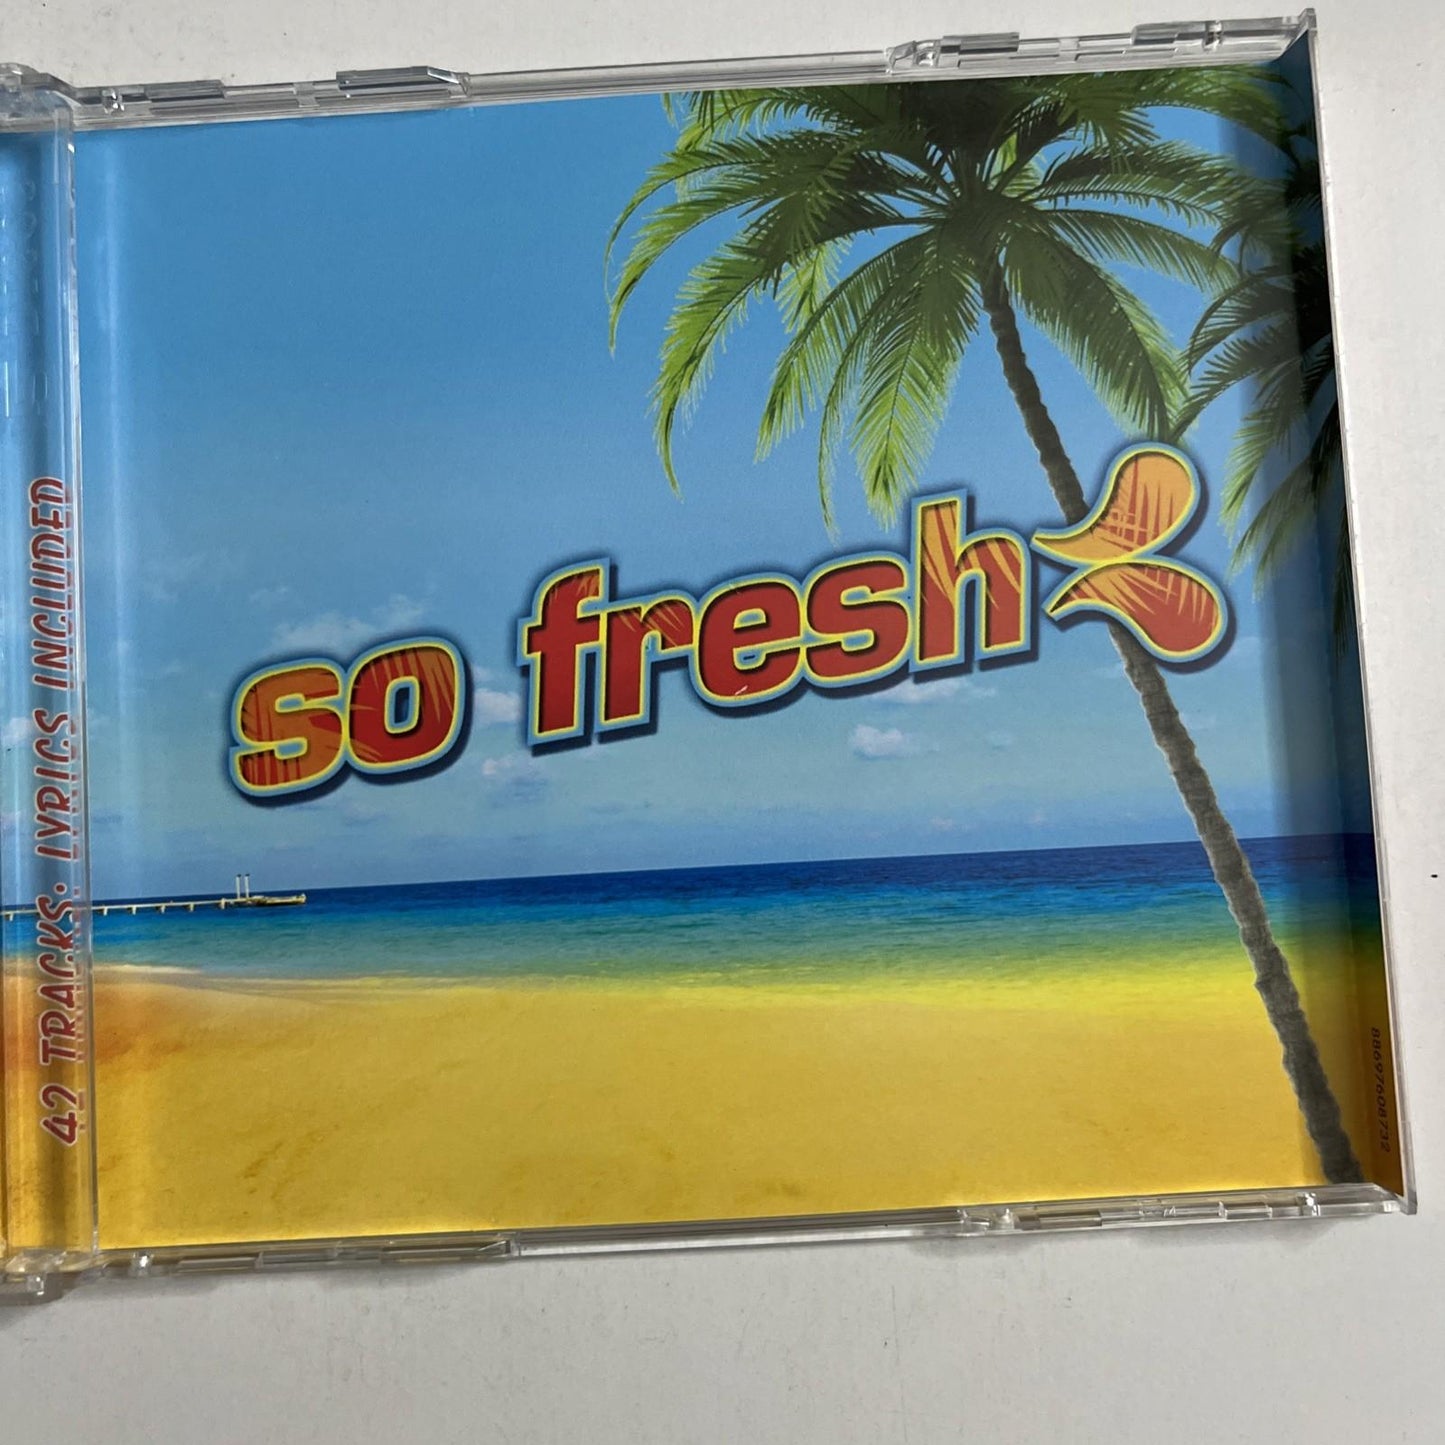 so fresh
42 TRACKS: LYRICS INCLUDED
88697608732